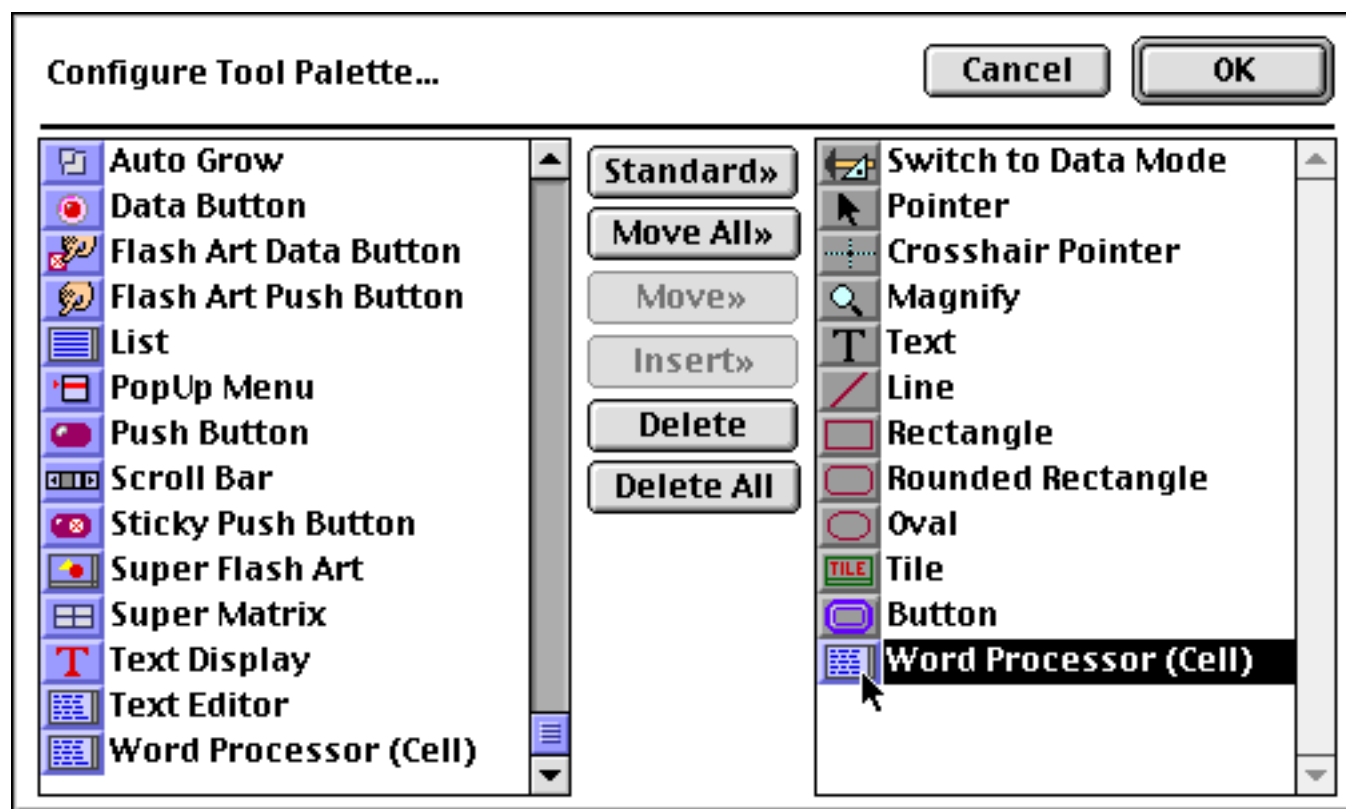 Configure Tool Palette...
Cancel
OK
Auto Grow
Data Button
Flash Art Data Button
Flash Art Push Button
List
PopUp Menu
Push Button
Scroll Bar
Sticky Push Button
Super Flash Art
Super Matrix
T Text Display
Text Editor
Word Processor (Cell)
Standard»
Move All»
Move»
Insert»
Delete
Delete All
Switch to Data Mode
Pointer
Crosshair Pointer
Magnify
T Text
Line
Rectangle
Rounded Rectangle
Oval
TILE Tile
Button
Word Processor (Cell)